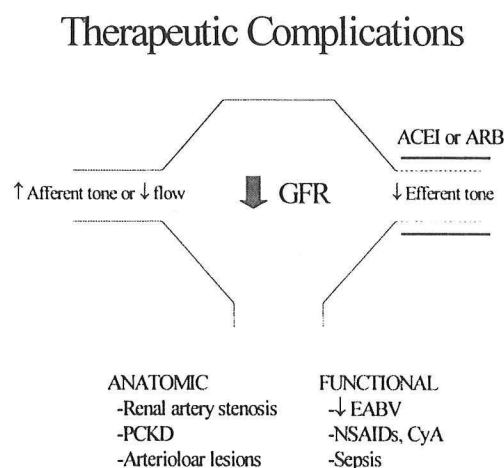 Therapeutic Complications
ACEI or ARB
↑ Afferent tone or ↓ flow
GFR
↓ Efferent tone
ANATOMIC
-Renal artery stenosis
-PCKD
-Arterioloar lesions
FUNCTIONAL
-↓ EABV
-NSAIDs, CyA
-Sepsis